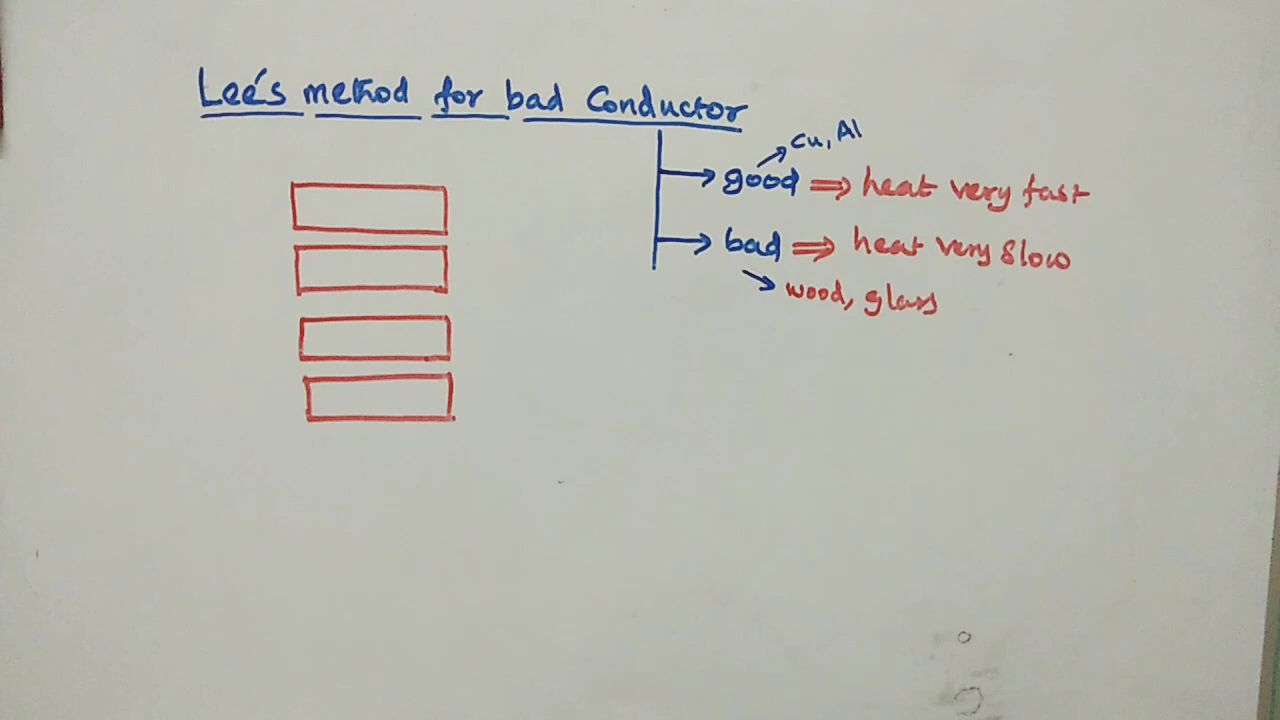 Lee's method for bad Conductor
Cu, Al
good ⇒ heat very fast
bad ⇒ heat very slow
wood, glass